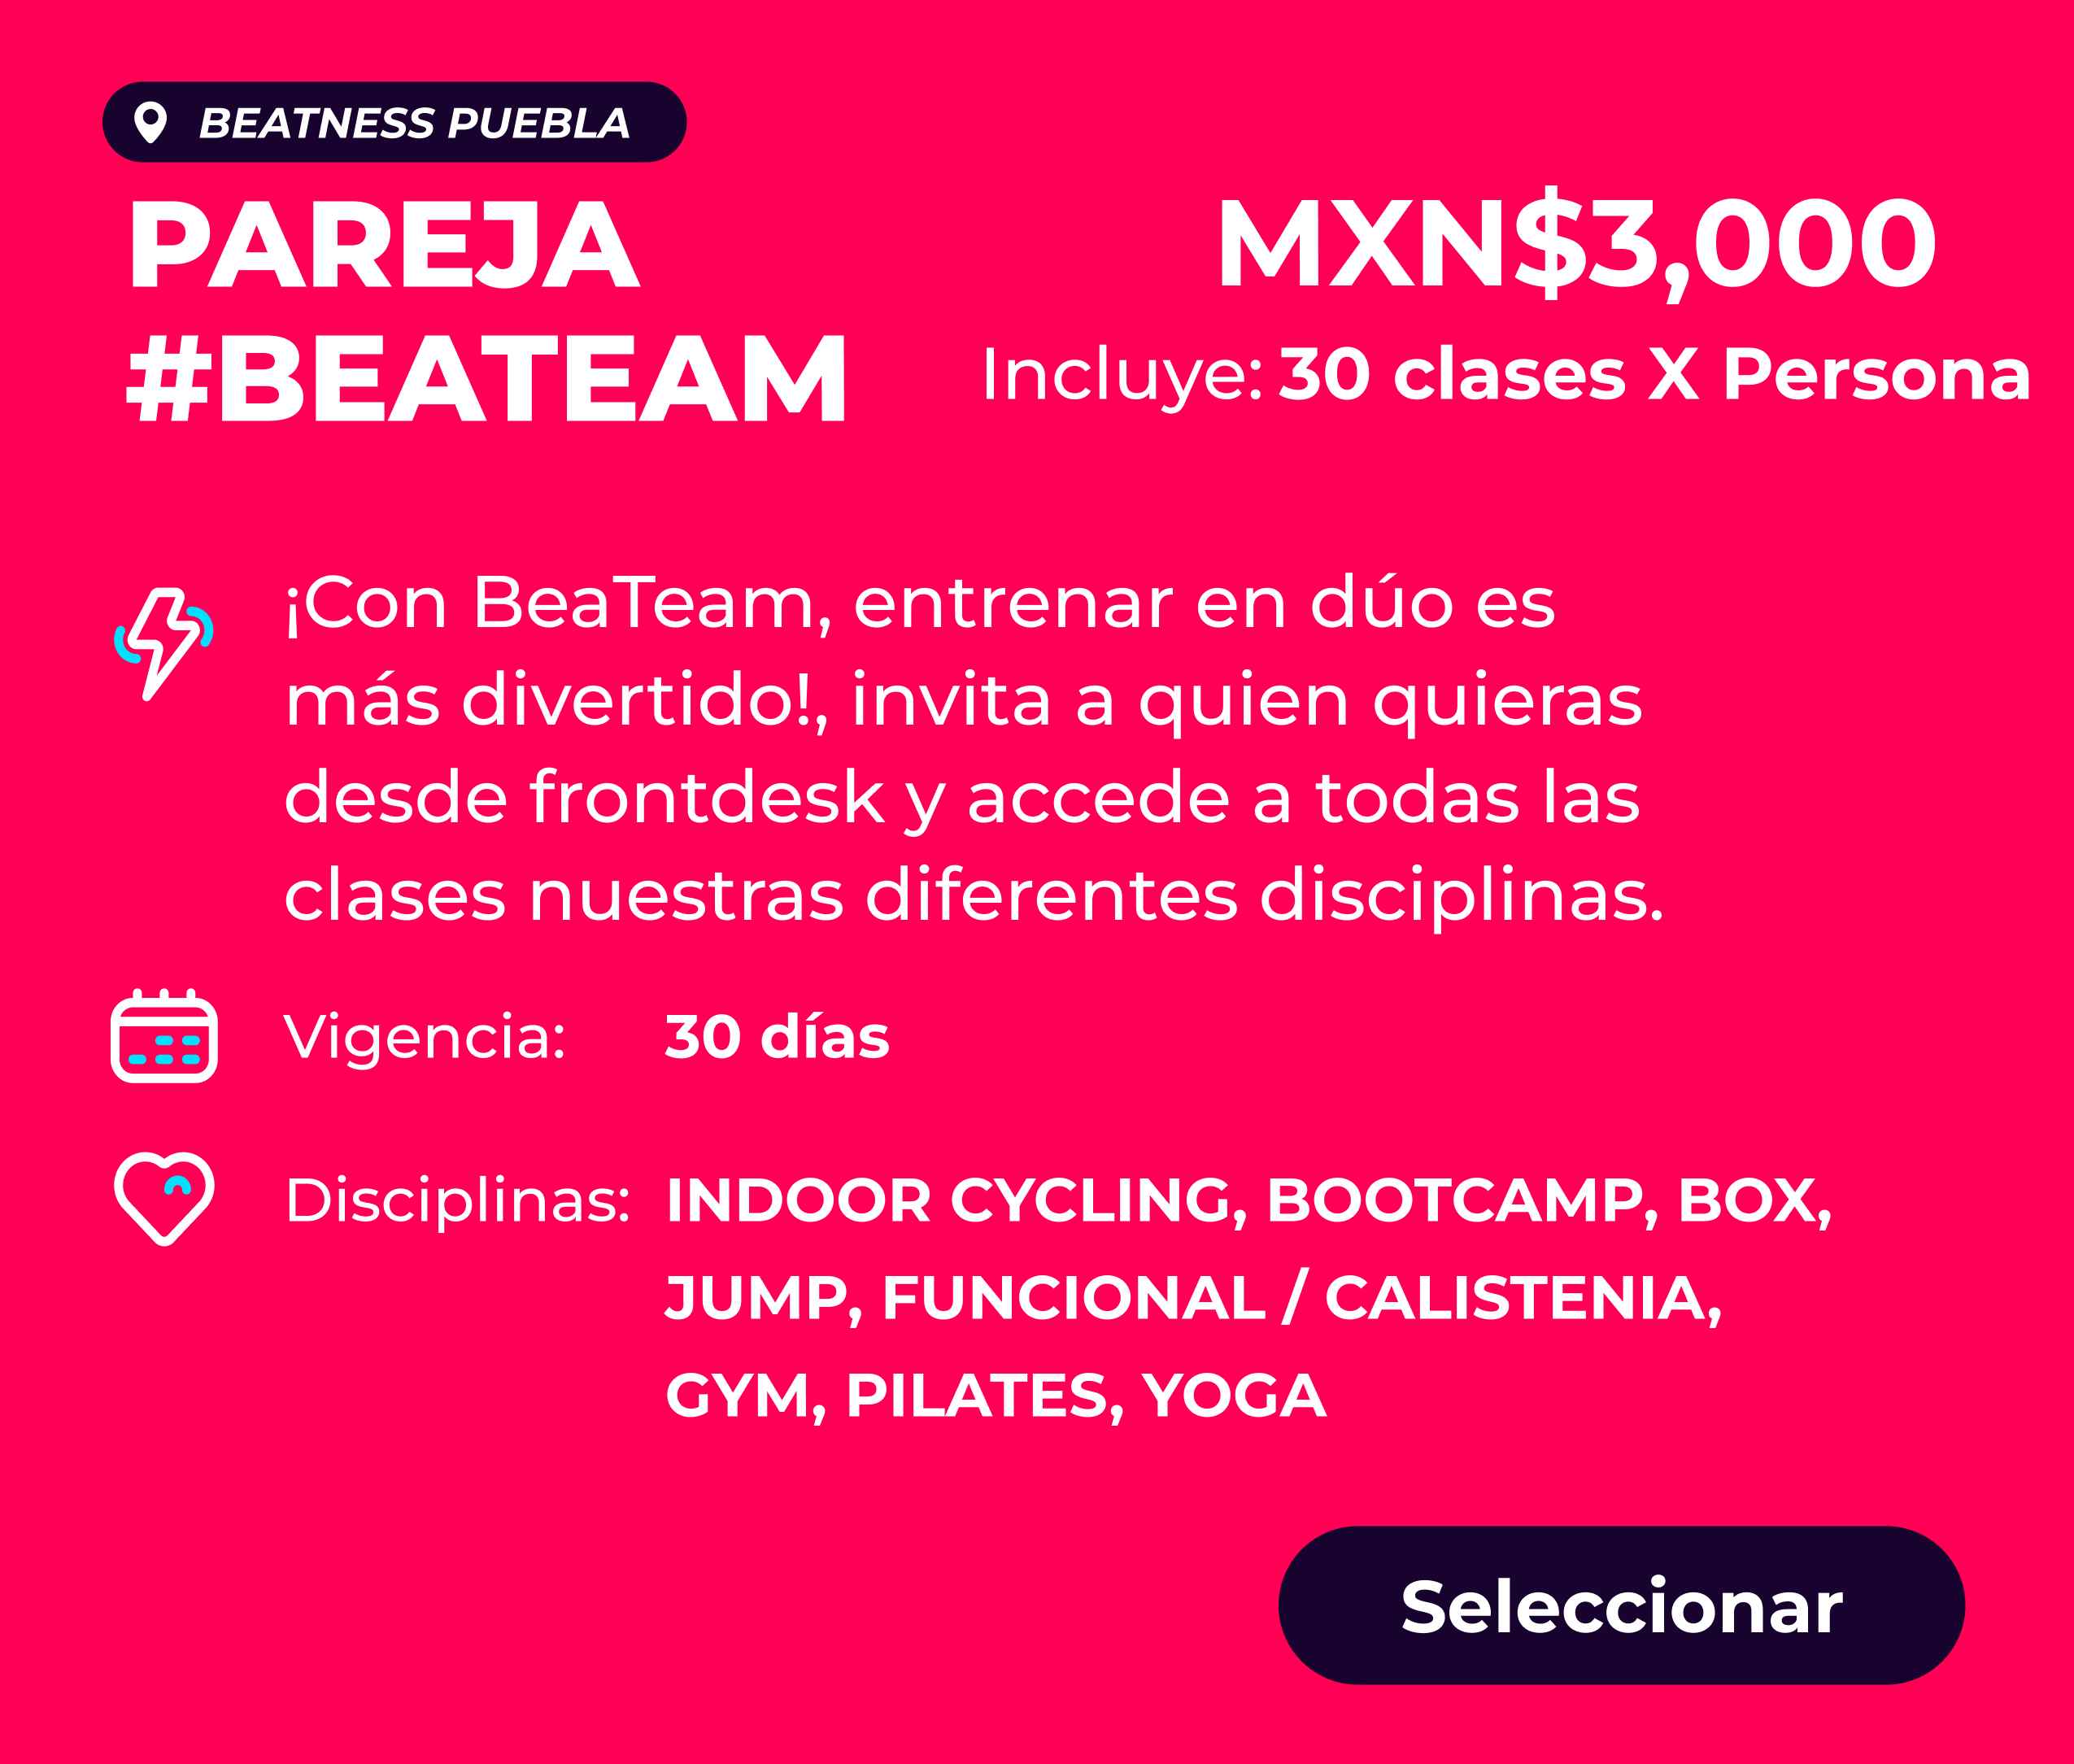 BEATNESS PUEBLA
PAREJA
#BEATEAM
MXN$3,000
Incluye: 30 clases X Persona
¡Con BeaTeam, entrenar en dúo es
más divertido!, invita a quien quieras
desde frontdesk y accede a todas las
clases nuestras diferentes disciplinas.
Vigencia: 30 días
Disciplinas: INDOOR CYCLING, BOOTCAMP, BOX,
JUMP, FUNCIONAL / CALISTENIA,
GYM, PILATES, YOGA
Seleccionar